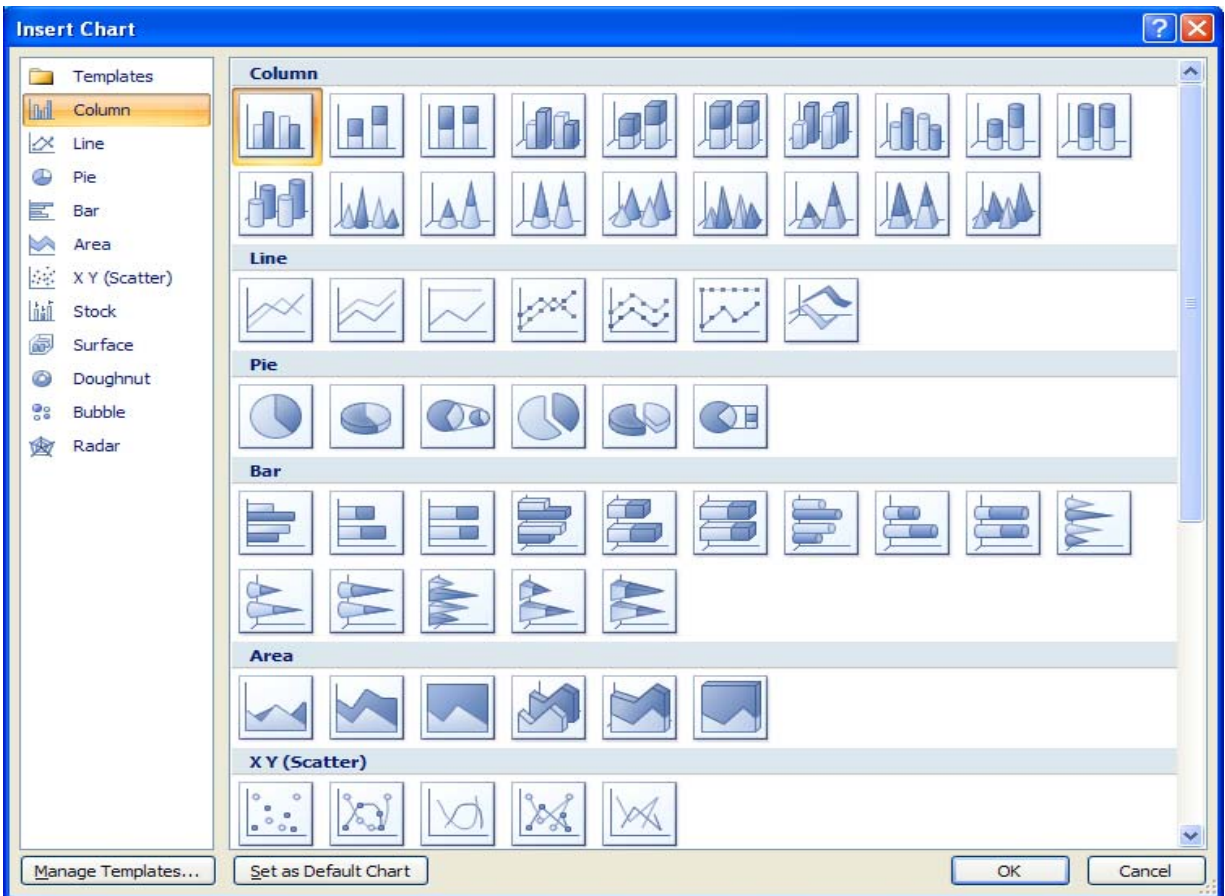 Insert Chart
Templates
Column
Line
Pie
Bar
Area
X Y (Scatter)
Stock
Surface
Doughnut
Bubble
Radar
Column
Line
Pie
Bar
Area
X Y (Scatter)
Manage Templates...
Set as Default Chart
OK
Cancel